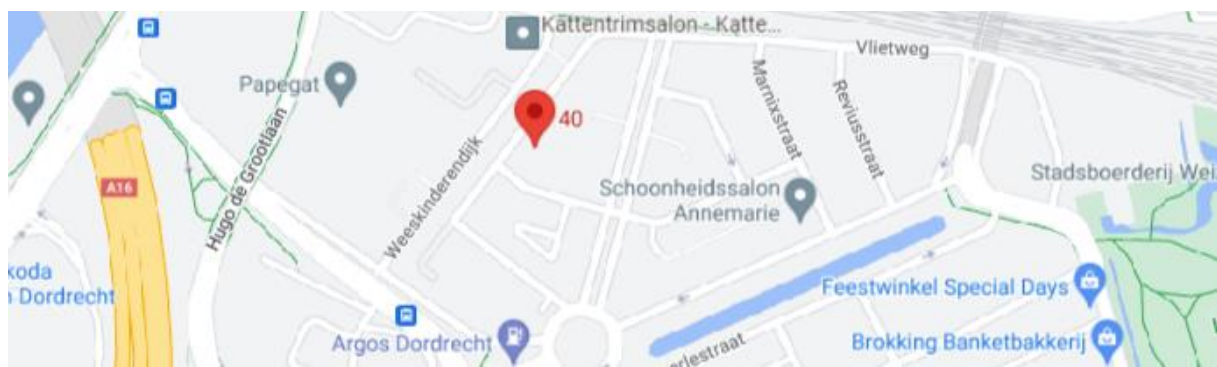 Kattentrimsalon - Katte...
Vlietweg
Papegat
40
Marnixstraat
Reviusstraat
Hugo de Grootlaan
Weeskinderendijk
A16
Schoonheidssalon
Annemarie
Stadsboerderij Wei
koda
Dordrecht
Feestwinkel Special Days
Argos Dordrecht
Brokking Banketbakkerij
erlestraat